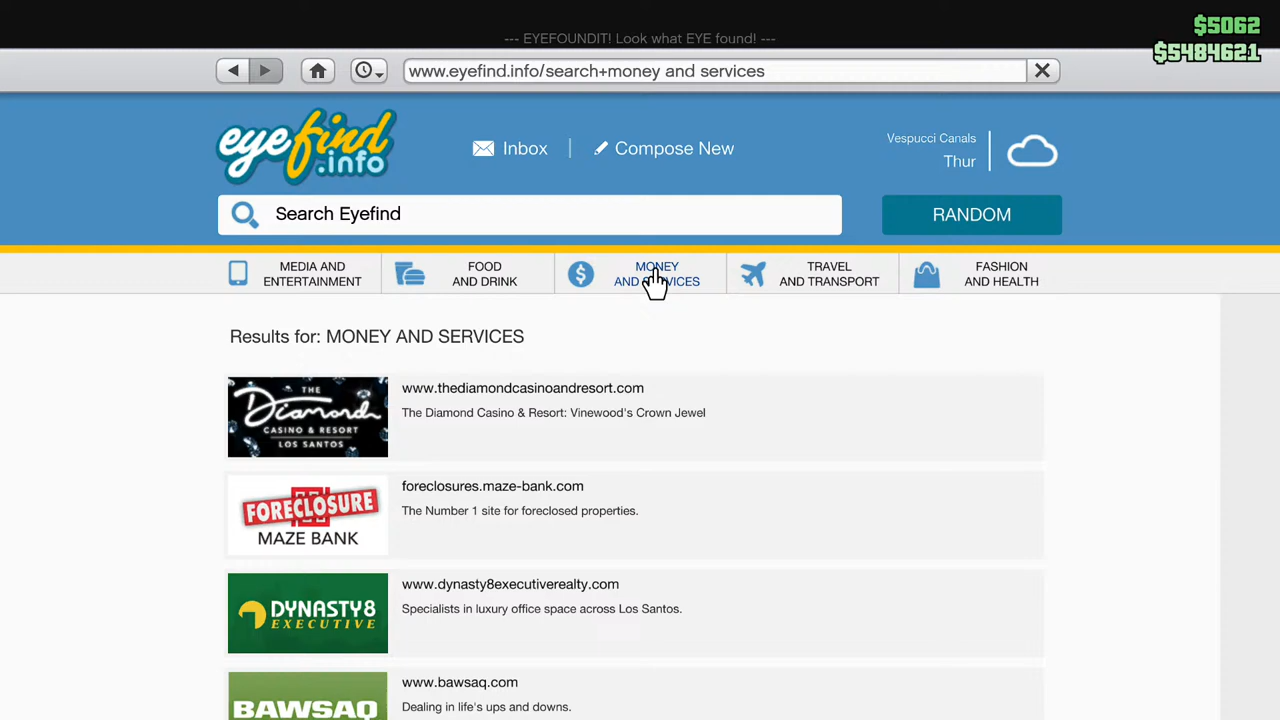 $5062
--- EYEFOUNDIT! Look what EYE found! ---
$5484621
www.eyefind.info/search+money and services
eyefind
.info
Inbox
Compose New
Vespucci Canals
Thur
Search Eyefind
RANDOM
MEDIA AND
ENTERTAINMENT
FOOD
AND DRINK
MONEY
AND SERVICES
TRAVEL
AND TRANSPORT
FASHION
AND HEALTH
Results for: MONEY AND SERVICES
THE
Diamond
CASINO & RESORT
LOS SANTOS
www.thediamondcasinoandresort.com
The Diamond Casino & Resort: Vinewood's Crown Jewel
FORECLOSURE
MAZE BANK
foreclosures.maze-bank.com
The Number 1 site for foreclosed properties.
DYNASTY8
EXECUTIVE
www.dynasty8executiverealty.com
Specialists in luxury office space across Los Santos.
BAWSAQ
www.bawsaq.com
Dealing in life's ups and downs.